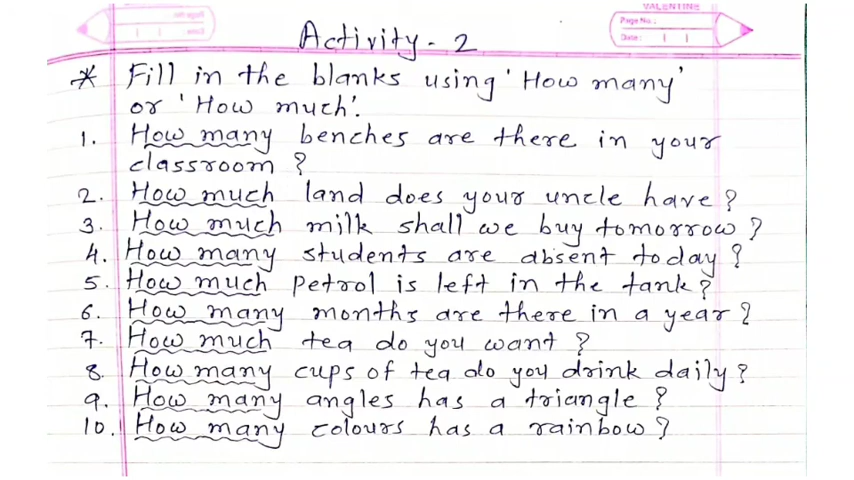 VALENTINE
Page No.:
Date:
Activity - 2
* Fill in the blanks using 'How many'
or 'How much'.
1. How many benches are there in your
classroom ?
2. How much land does your uncle have ?
3. How much milk shall we buy tomorrow ?
4. How many students are absent today ?
5. How much petrol is left in the tank ?
6. How many months are there in a year ?
7. How much tea do you want ?
8. How many cups of tea do you drink daily ?
9. How many angles has a triangle ?
10. How many colours has a rainbow ?